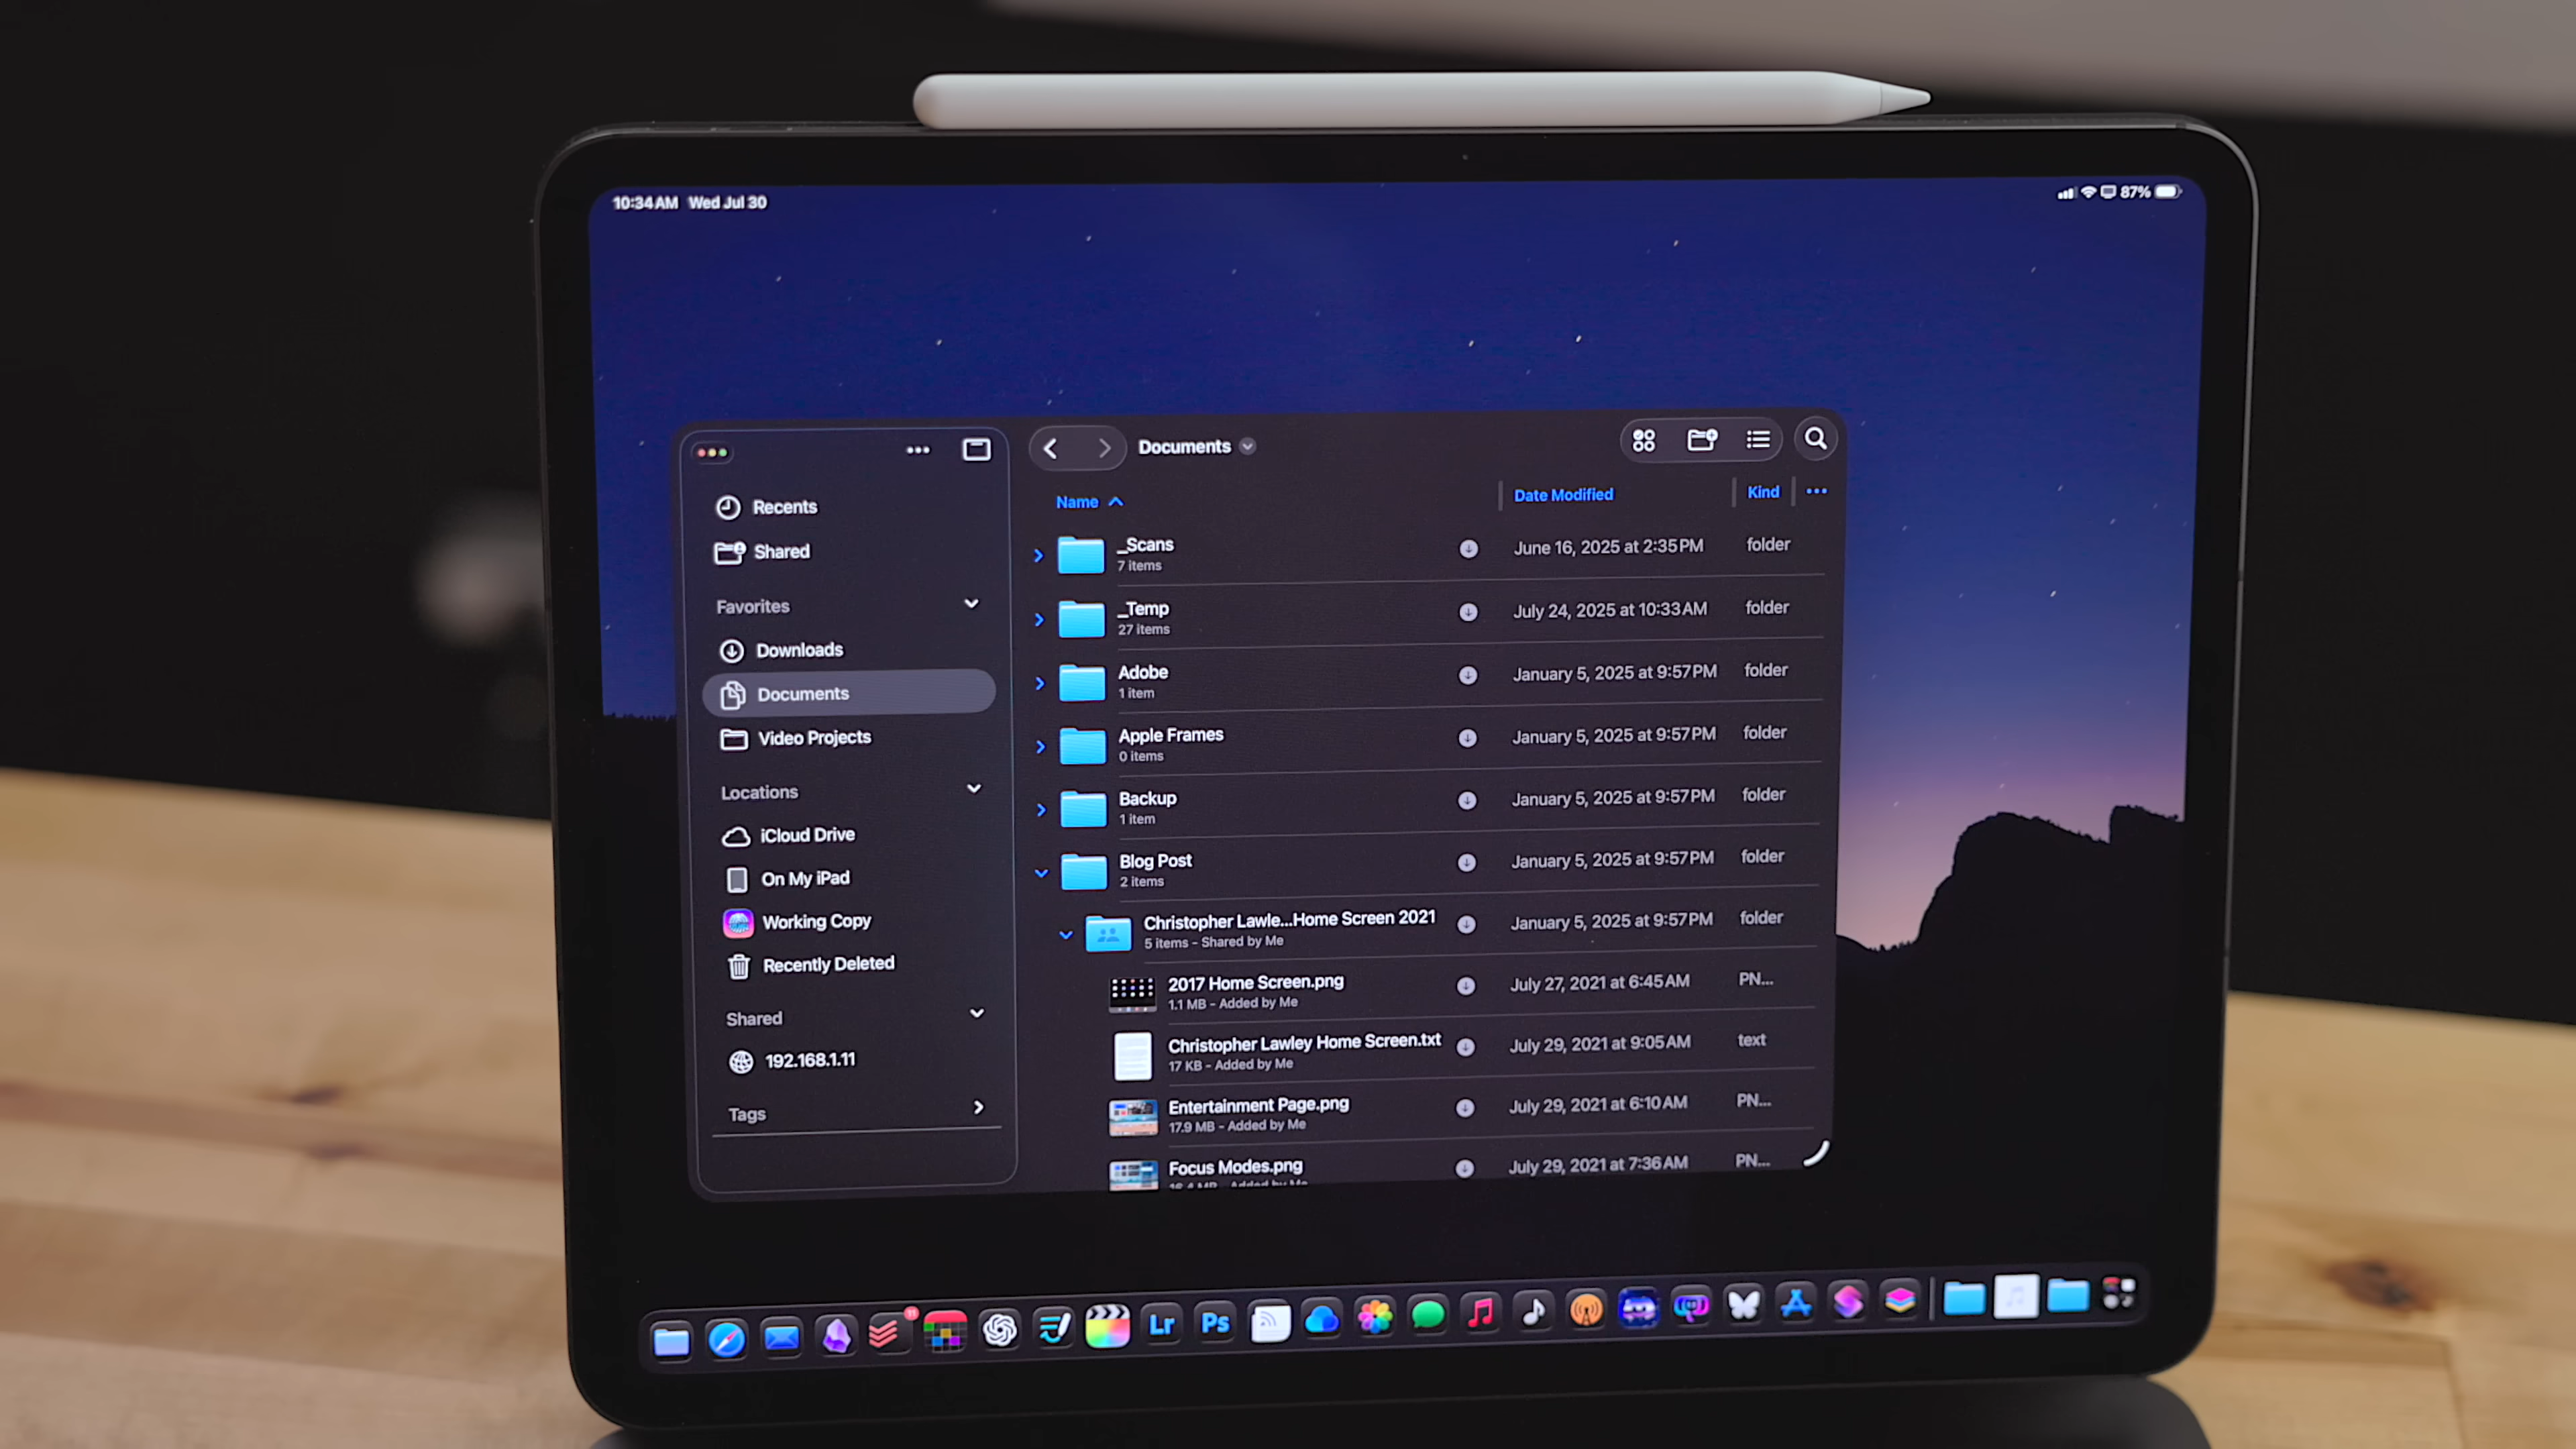 10:34 AM Wed Jul 30
87%
Recents
Shared
Favorites
Downloads
Documents
Video Projects
Locations
iCloud Drive
On My iPad
Working Copy
Recently Deleted
Shared
192.168.1.11
Tags
Documents
Name Date Modified Kind
_Scans June 16, 2025 at 2:35 PM folder
7 items
_Temp July 24, 2025 at 10:33 AM folder
27 items
Adobe January 5, 2025 at 9:57 PM folder
1 item
Apple Frames January 5, 2025 at 9:57 PM folder
0 items
Backup January 5, 2025 at 9:57 PM folder
1 item
Blog Post January 5, 2025 at 9:57 PM folder
2 items
Christopher Lawle...Home Screen 2021 January 5, 2025 at 9:57 PM folder
5 items - Shared by Me
2017 Home Screen.png July 27, 2021 at 6:45 AM PN...
1.1 MB - Added by Me
Christopher Lawley Home Screen.txt July 29, 2021 at 9:05 AM text
17 KB - Added by Me
Entertainment Page.png July 29, 2021 at 6:10 AM PN...
17.9 MB - Added by Me
Focus Modes.png July 29, 2021 at 7:36 AM PN...
16.4 MB - Added by Me
11
Lr Ps